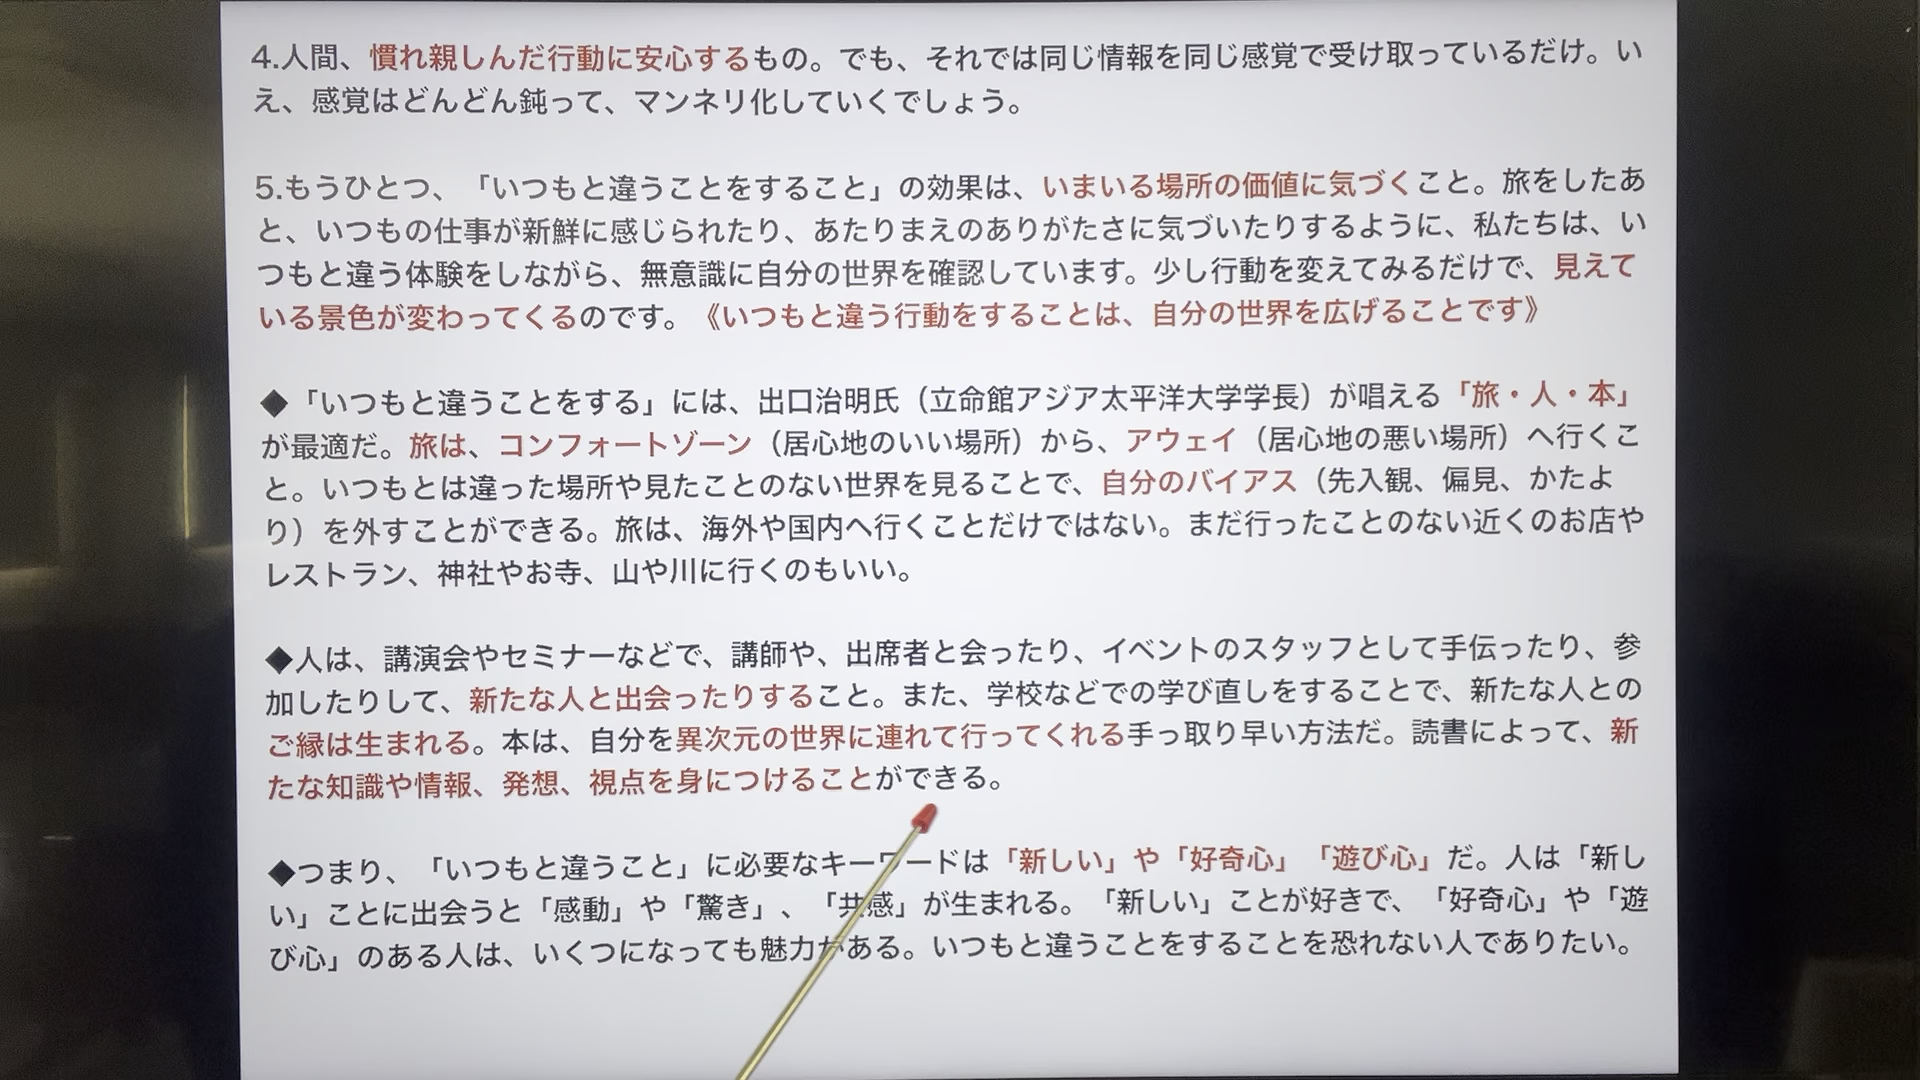 4.人間、慣れ親しんだ行動に安心するもの。でも、それでは同じ情報を同じ感覚で受け取っているだけ。い
え、感覚はどんどん鈍って、マンネリ化していくでしょう。
5.もうひとつ、「いつもと違うことをすること」の効果は、いまいる場所の価値に気づくこと。旅をしたあ
と、いつもの仕事が新鮮に感じられたり、あたりまえのありがたさに気づいたりするように、私たちは、い
つもと違う体験をしながら、無意識に自分の世界を確認しています。少し行動を変えてみるだけで、見えて
いる景色が変わってくるのです。《いつもと違う行動をすることは、自分の世界を広げることです》
◆「いつもと違うことをする」には、出口治明氏（立命館アジア太平洋大学学長）が唱える「旅・人・本」
が最適だ。旅は、コンフォートゾーン（居心地のいい場所）から、アウェイ（居心地の悪い場所）へ行くこ
と。いつもとは違った場所や見たことのない世界を見ることで、自分のバイアス（先入観、偏見、かたよ
り）を外すことができる。旅は、海外や国内へ行くことだけではない。まだ行ったことのない近くのお店や
レストラン、神社やお寺、山や川に行くのもいい。
◆人は、講演会やセミナーなどで、講師や、出席者と会ったり、イベントのスタッフとして手伝ったり、参
加したりして、新たな人と出会ったりすること。また、学校などでの学び直しをすることで、新たな人との
ご縁は生まれる。本は、自分を異次元の世界に連れて行ってくれる手っ取り早い方法だ。読書によって、新
たな知識や情報、発想、視点を身につけることができる。
◆つまり、「いつもと違うこと」に必要なキーワードは「新しい」や「好奇心」「遊び心」だ。人は「新し
い」ことに出会うと「感動」や「驚き」、「共感」が生まれる。「新しい」ことが好きで、「好奇心」や「遊
び心」のある人は、いくつになっても魅力がある。いつもと違うことをすることを恐れない人でありたい。